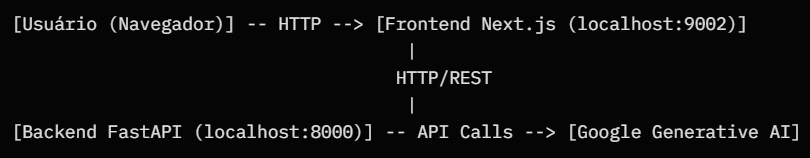 [Usuário (Navegador)] -- HTTP --> [Frontend Next.js (localhost:9002)]
|
HTTP/REST
|
[Backend FastAPI (localhost:8000)] -- API Calls --> [Google Generative AI]